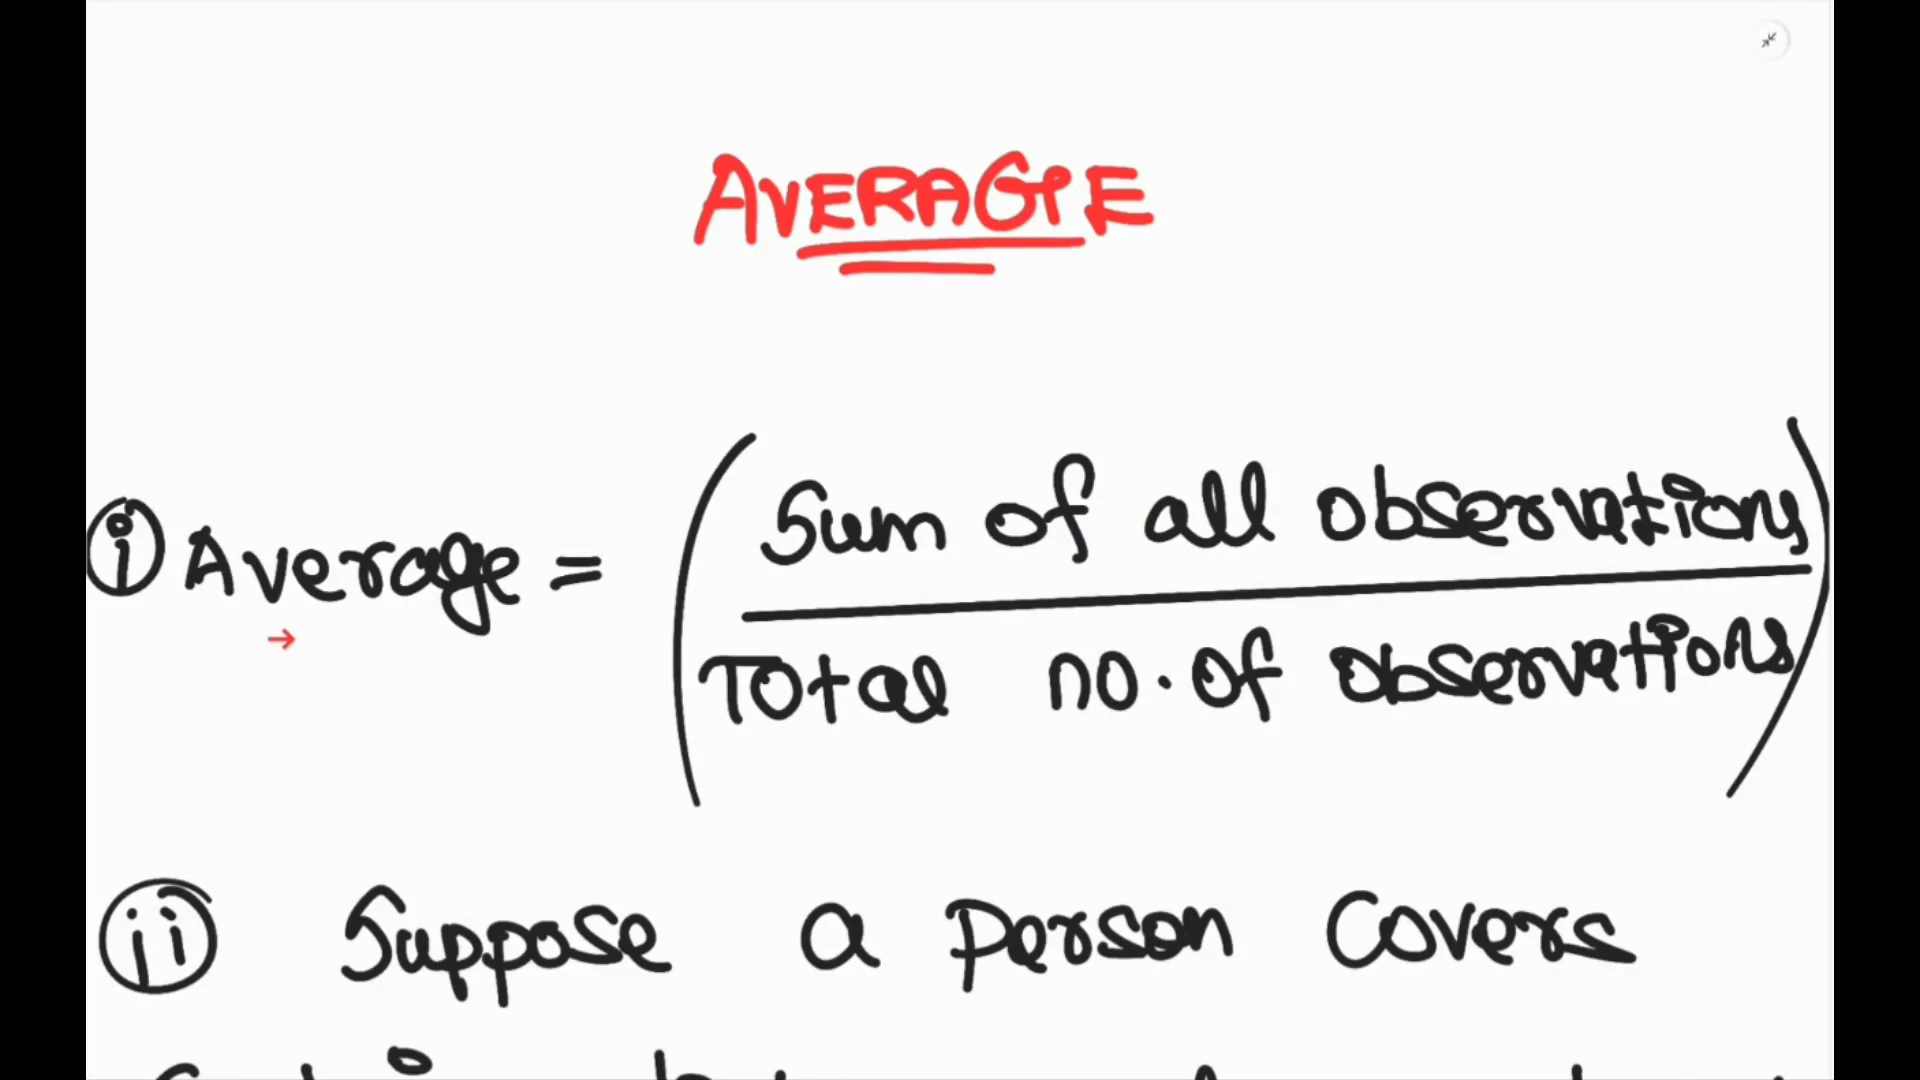 AVERAGE
i Average = (Sum of all observations
Total no. of observations)
ii Suppose a person covers